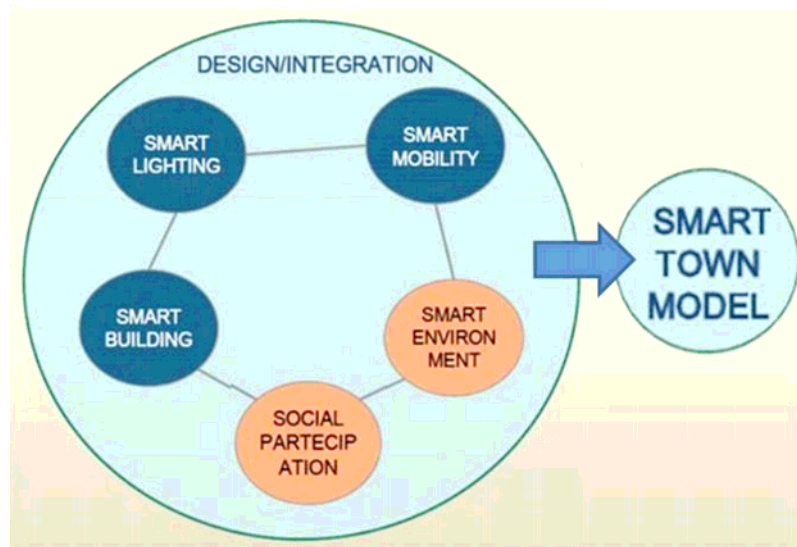 DESIGN/INTEGRATION
SMART
LIGHTING
SMART
MOBILITY
SMART
BUILDING
SMART
ENVIRON
MENT
SOCIAL
PARTECIP
ATION
SMART
TOWN
MODEL